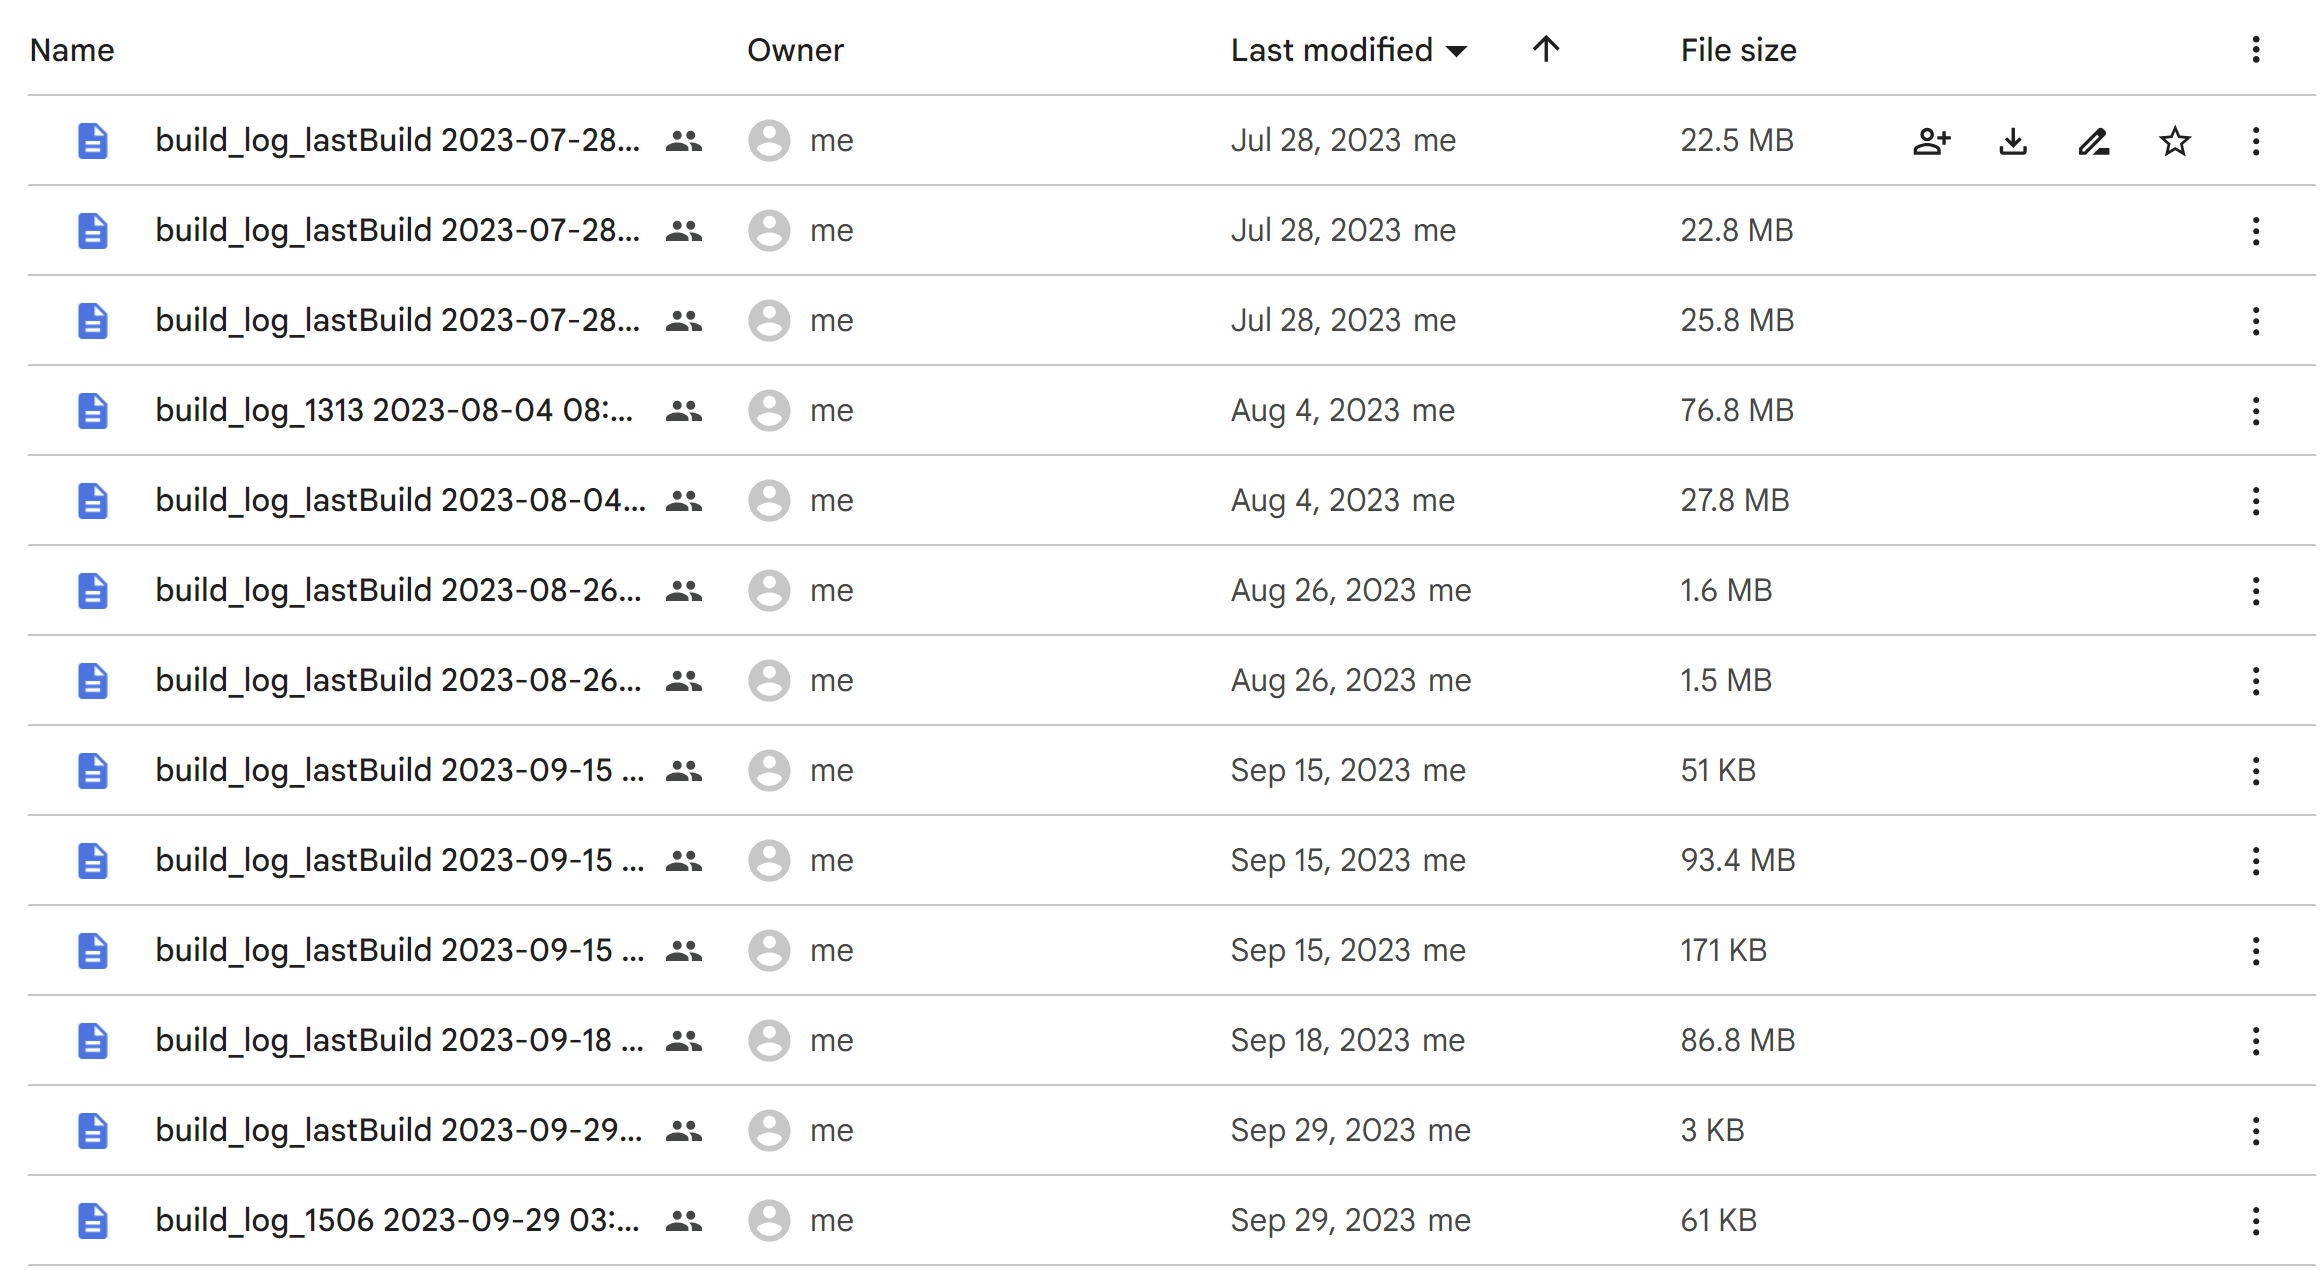 Name Owner Last modified File size
build_log_lastBuild 2023-07-28... me Jul 28, 2023 me 22.5 MB
build_log_lastBuild 2023-07-28... me Jul 28, 2023 me 22.8 MB
build_log_lastBuild 2023-07-28... me Jul 28, 2023 me 25.8 MB
build_log_1313 2023-08-04 08:... me Aug 4, 2023 me 76.8 MB
build_log_lastBuild 2023-08-04... me Aug 4, 2023 me 27.8 MB
build_log_lastBuild 2023-08-26... me Aug 26, 2023 me 1.6 MB
build_log_lastBuild 2023-08-26... me Aug 26, 2023 me 1.5 MB
build_log_lastBuild 2023-09-15 ... me Sep 15, 2023 me 51 KB
build_log_lastBuild 2023-09-15 ... me Sep 15, 2023 me 93.4 MB
build_log_lastBuild 2023-09-15 ... me Sep 15, 2023 me 171 KB
build_log_lastBuild 2023-09-18 ... me Sep 18, 2023 me 86.8 MB
build_log_lastBuild 2023-09-29... me Sep 29, 2023 me 3 KB
build_log_1506 2023-09-29 03:... me Sep 29, 2023 me 61 KB